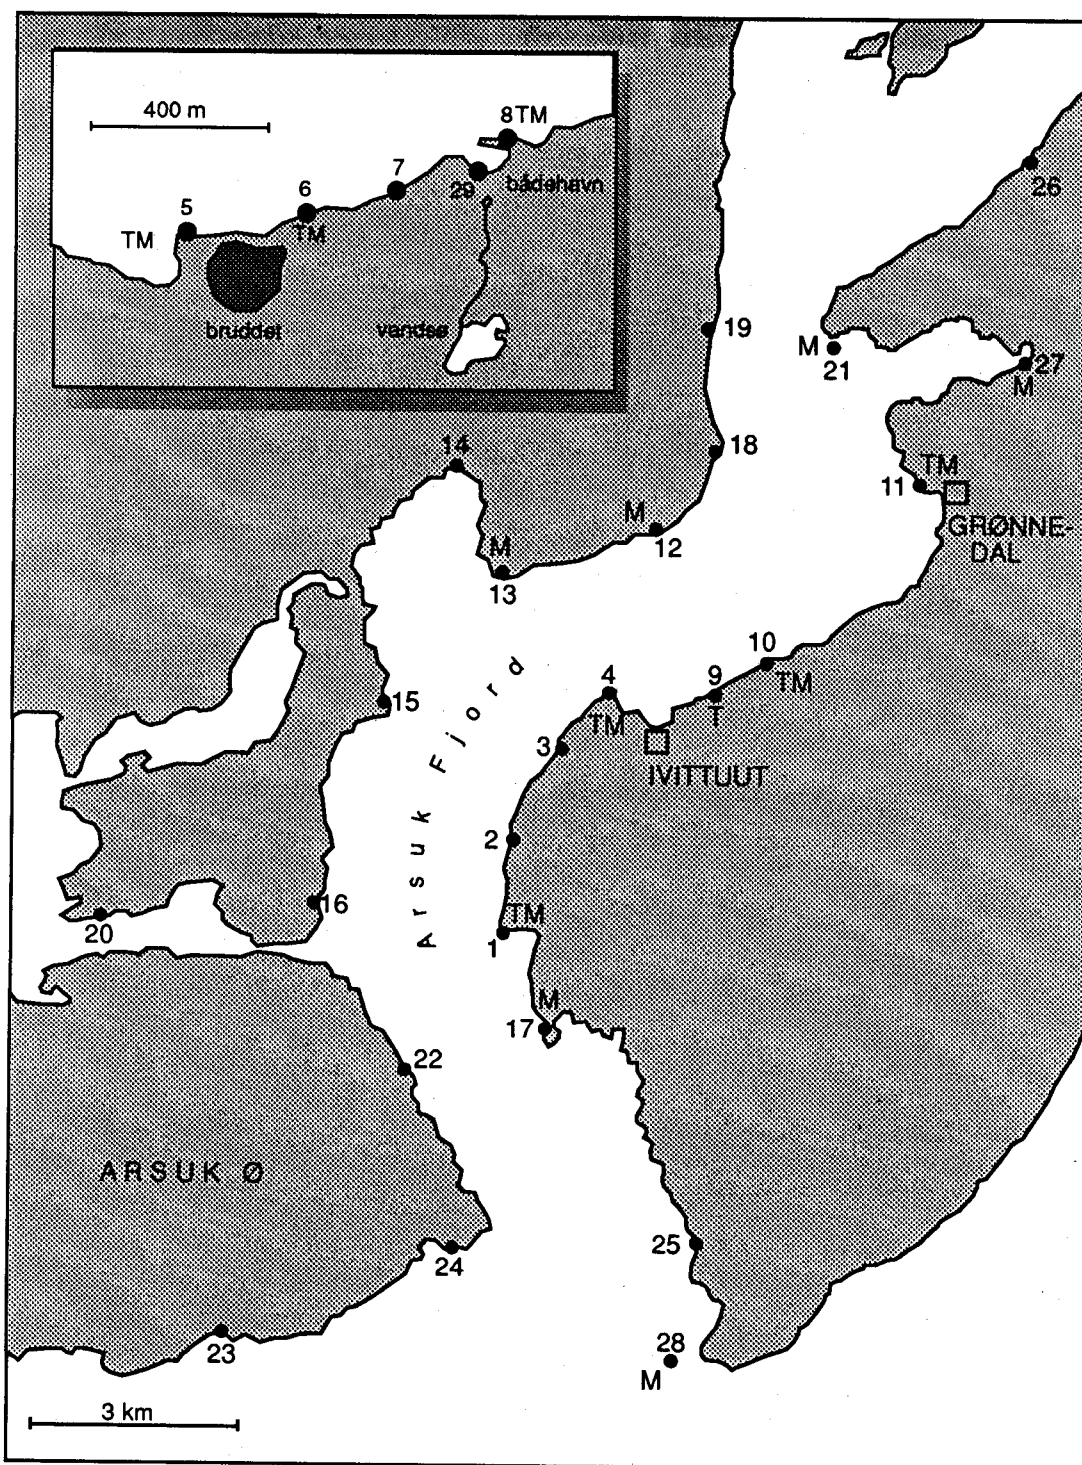 400 m
8TM
7
29
bådehavn
6
5
TM
TM
bruddet
vandsø
26
19
M
21
27
M
14
18
TM
11
M
12
GRØNNE-
DAL
M
13
10
TM
4
9
T
TM
15
3
IVITTUUT
Arsuk Fjord
2
16
TM
1
20
M
17
22
ARSUK Ø
25
24
23
28
M
3 km